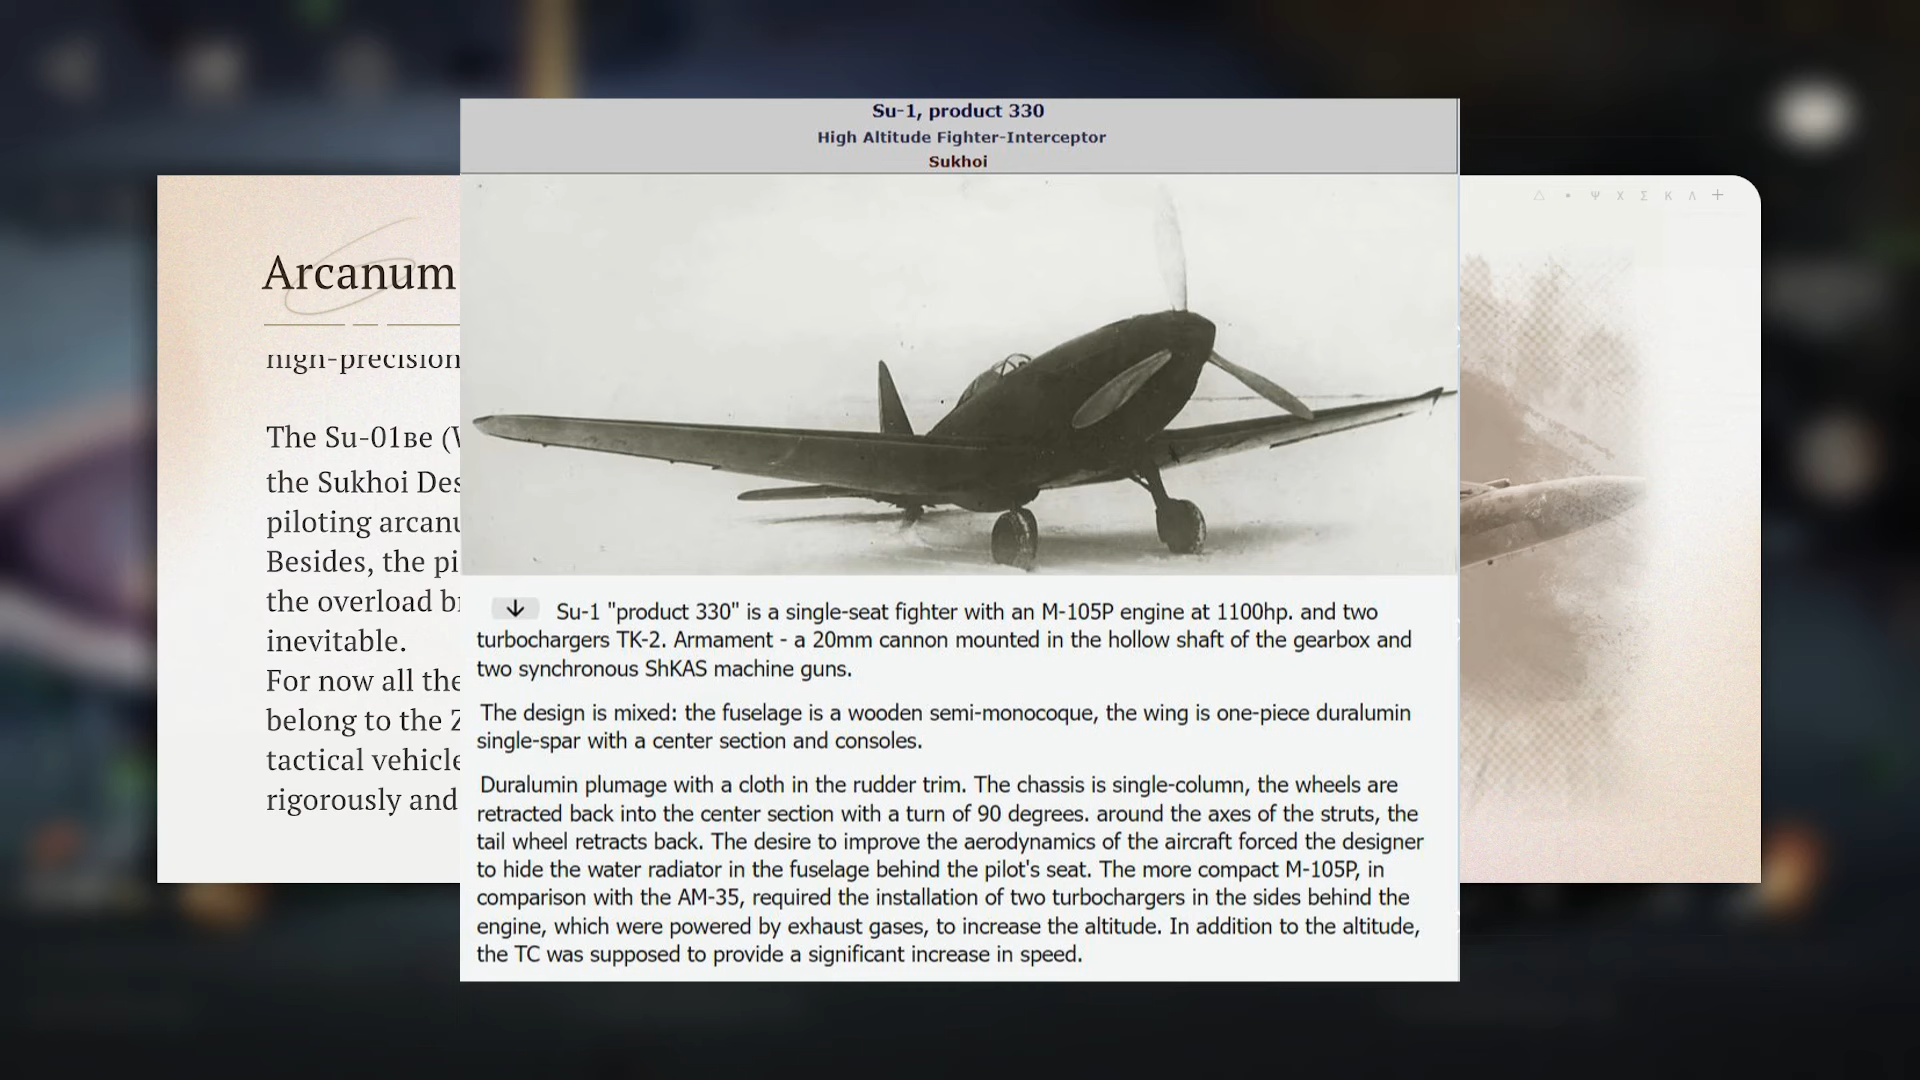 Su-1, product 330
High Altitude Fighter-Interceptor
Sukhoi
Δ • Ψ Χ Σ Κ Λ +
Arcanum
high-precision
The Su-01ве (
the Sukhoi Des
piloting arcanu
Besides, the pi
the overload
inevitable.
For now all the
belong to the Z
tactical vehicle
rigorously and
Su-1 "product 330" is a single-seat fighter with an M-105P engine at 1100hp. and two
turbochargers TK-2. Armament - a 20mm cannon mounted in the hollow shaft of the gearbox and
two synchronous ShKAS machine guns.
The design is mixed: the fuselage is a wooden semi-monocoque, the wing is one-piece duralumin
single-spar with a center section and consoles.
Duralumin plumage with a cloth in the rudder trim. The chassis is single-column, the wheels are
retracted back into the center section with a turn of 90 degrees. around the axes of the struts, the
tail wheel retracts back. The desire to improve the aerodynamics of the aircraft forced the designer
to hide the water radiator in the fuselage behind the pilot's seat. The more compact M-105P, in
comparison with the AM-35, required the installation of two turbochargers in the sides behind the
engine, which were powered by exhaust gases, to increase the altitude. In addition to the altitude,
the TC was supposed to provide a significant increase in speed.